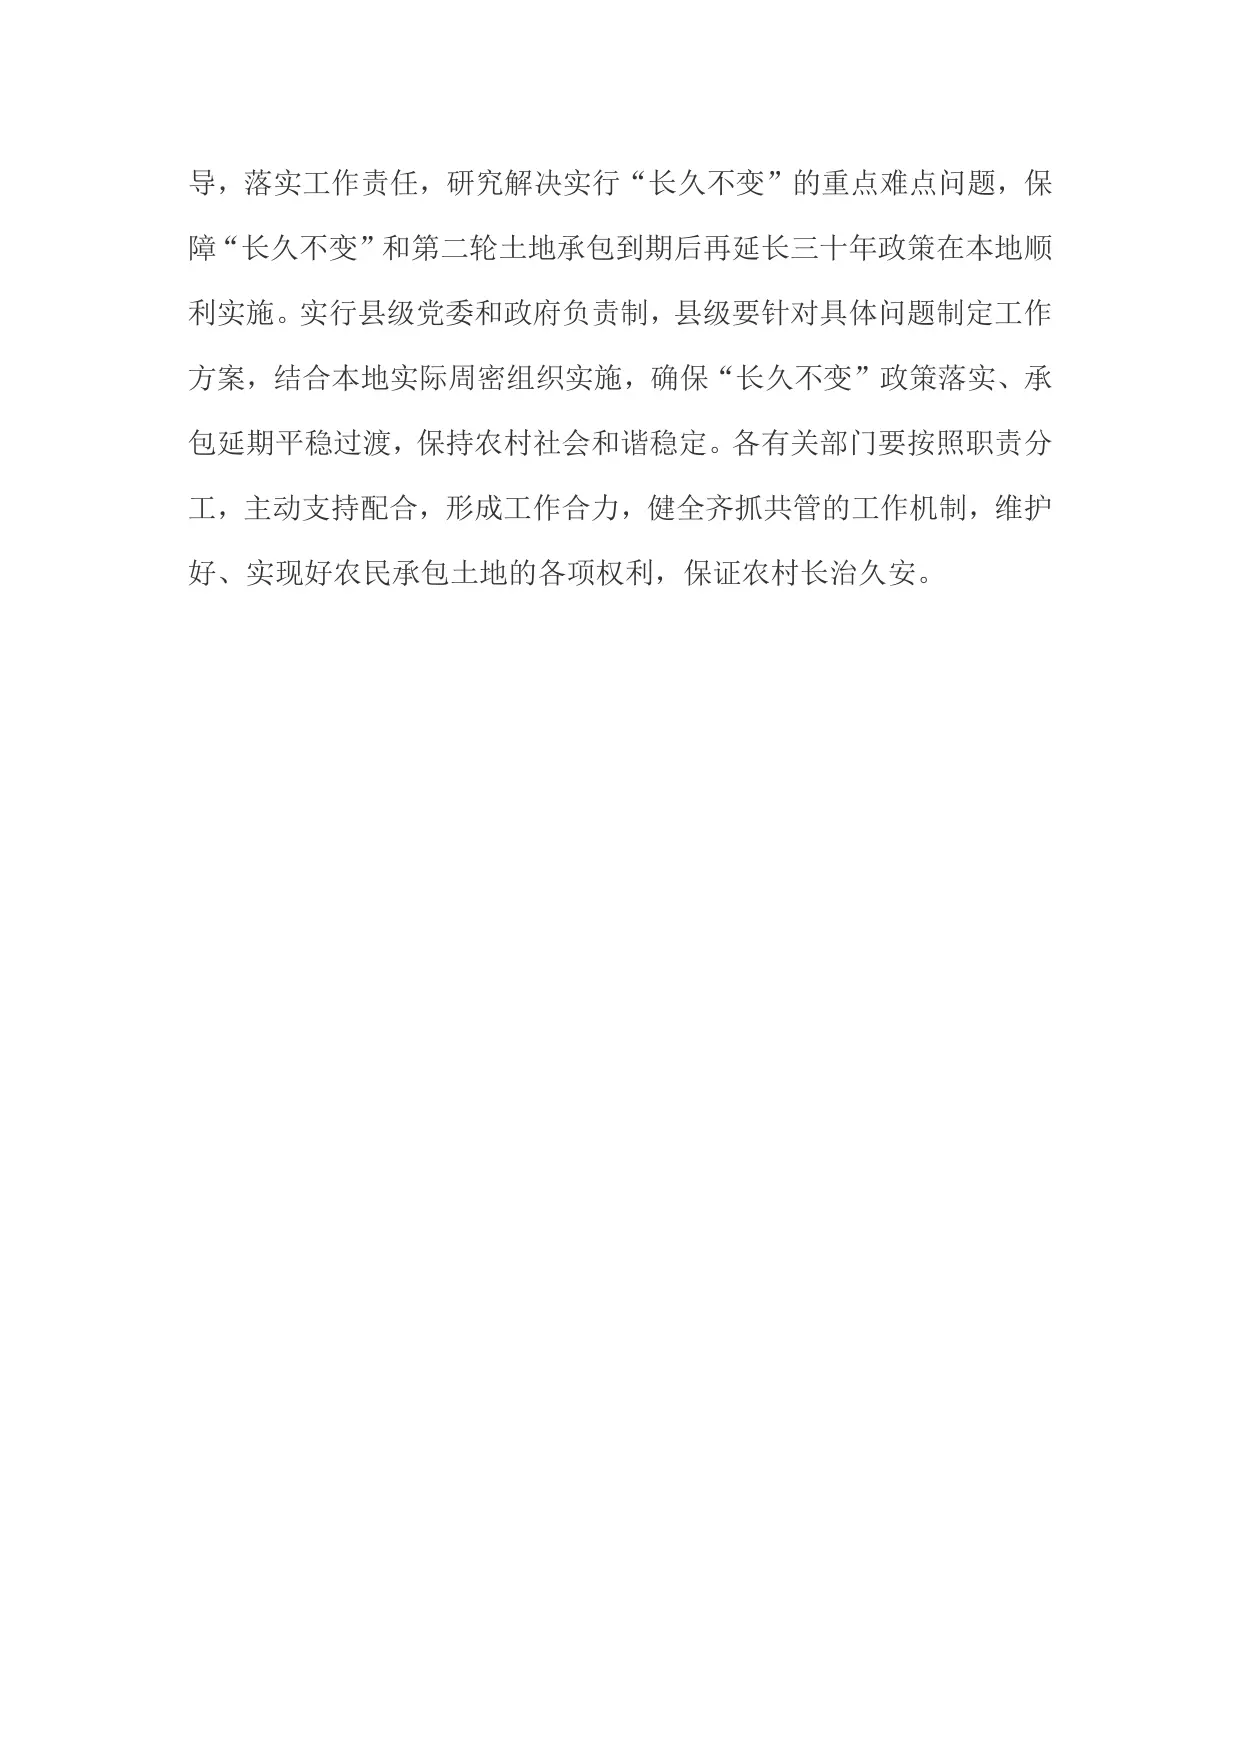 导，落实工作责任，研究解决实行“长久不变”的重点难点问题，保
障“长久不变”和第二轮土地承包到期后再延长三十年政策在本地顺
利实施。实行县级党委和政府负责制，县级要针对具体问题制定工作
方案，结合本地实际周密组织实施，确保“长久不变”政策落实、承
包延期平稳过渡，保持农村社会和谐稳定。各有关部门要按照职责分
工，主动支持配合，形成工作合力，健全齐抓共管的工作机制，维护
好、实现好农民承包土地的各项权利，保证农村长治久安。